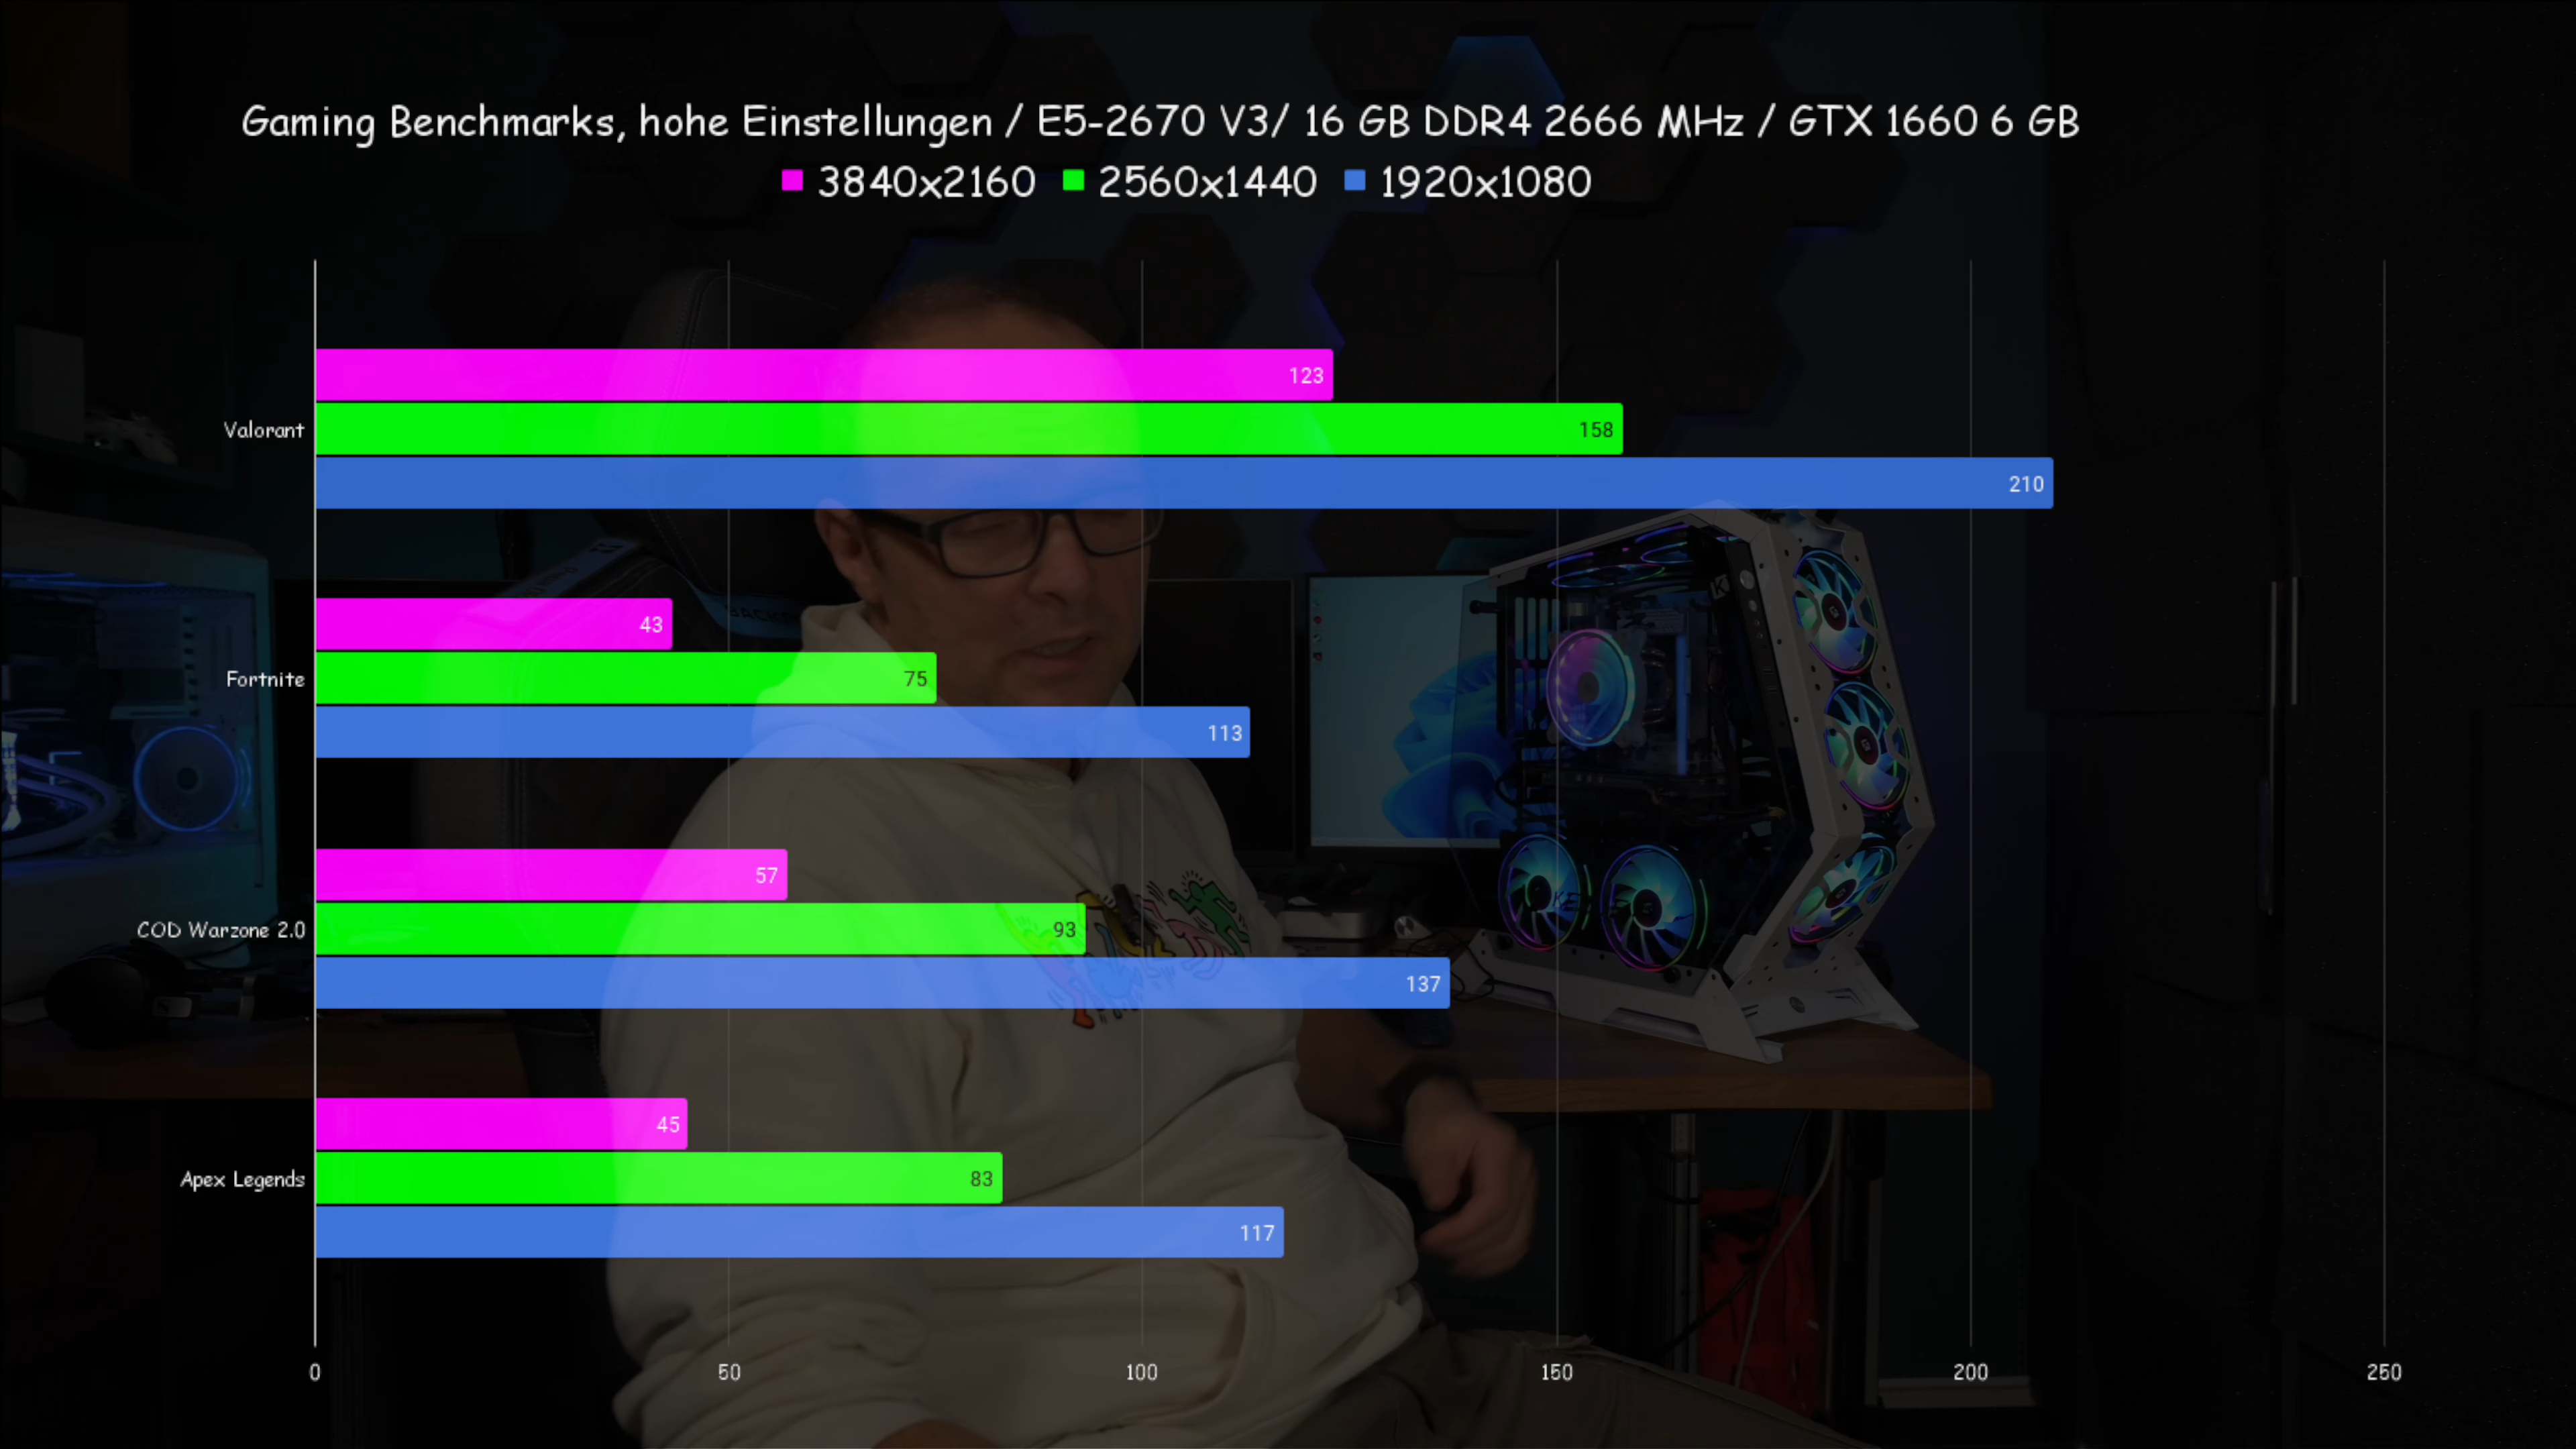 Gaming Benchmarks, hohe Einstellungen / E5-2670 V3/ 16 GB DDR4 2666 MHz / GTX 1660 6 GB
3840x2160 2560x1440 1920x1080
123
Valorant 158
210
43
Fortnite 75
113
57
COD Warzone 2.0 93
137
45
Apex Legends 83
117
0 50 100 150 200 250